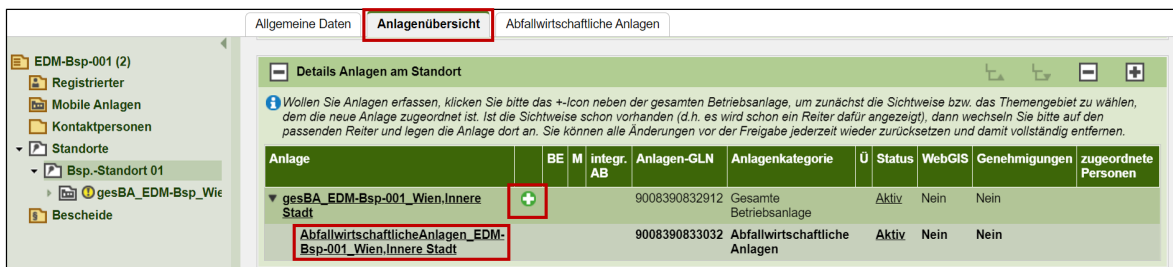 Allgemeine Daten Anlagenübersicht Abfallwirtschaftliche Anlagen
EDM-Bsp-001 (2)
Registrierter
Mobile Anlagen
Kontaktpersonen
Standorte
Bsp.-Standort 01
gesBA_EDM-Bsp_Wie
Bescheide
Details Anlagen am Standort
Wollen Sie Anlagen erfassen, klicken Sie bitte das +-Icon neben der gesamten Betriebsanlage, um zunächst die Sichtweise bzw. das Themengebiet zu wählen,
dem die neue Anlage zugeordnet ist. Ist die Sichtweise schon vorhanden (d.h. es wird schon ein Reiter dafür angezeigt), dann wechseln Sie bitte auf den
passenden Reiter und legen die Anlage dort an. Sie können alle Änderungen vor der Freigabe jederzeit wieder zurücksetzen und damit vollständig entfernen.
Anlage BE M integr. Anlagen-GLN Anlagenkategorie Ü Status WebGIS Genehmigungen zugeordnete
AB Personen
gesBA_EDM-Bsp-001_Wien,Innere 9008390832912 Gesamte Aktiv Nein Nein
Stadt Betriebsanlage
AbfallwirtschaftlicheAnlagen_EDM- 9008390833032 Abfallwirtschaftliche Aktiv Nein Nein
Bsp-001_Wien,Innere Stadt Anlagen